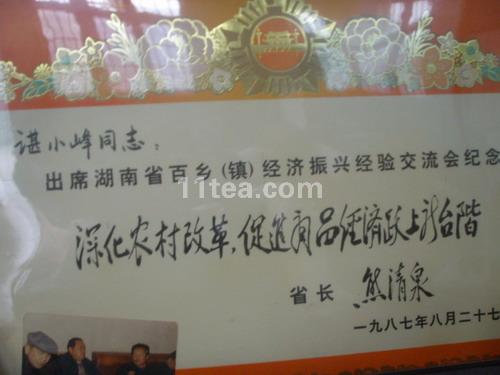 谌小峰同志：
出席湖南省百乡(镇)经济振兴经验交流会纪念
11tea.com
深化农村改革，促进商品经济跃上新台阶
省长 熊清泉
一九八七年八月二十七